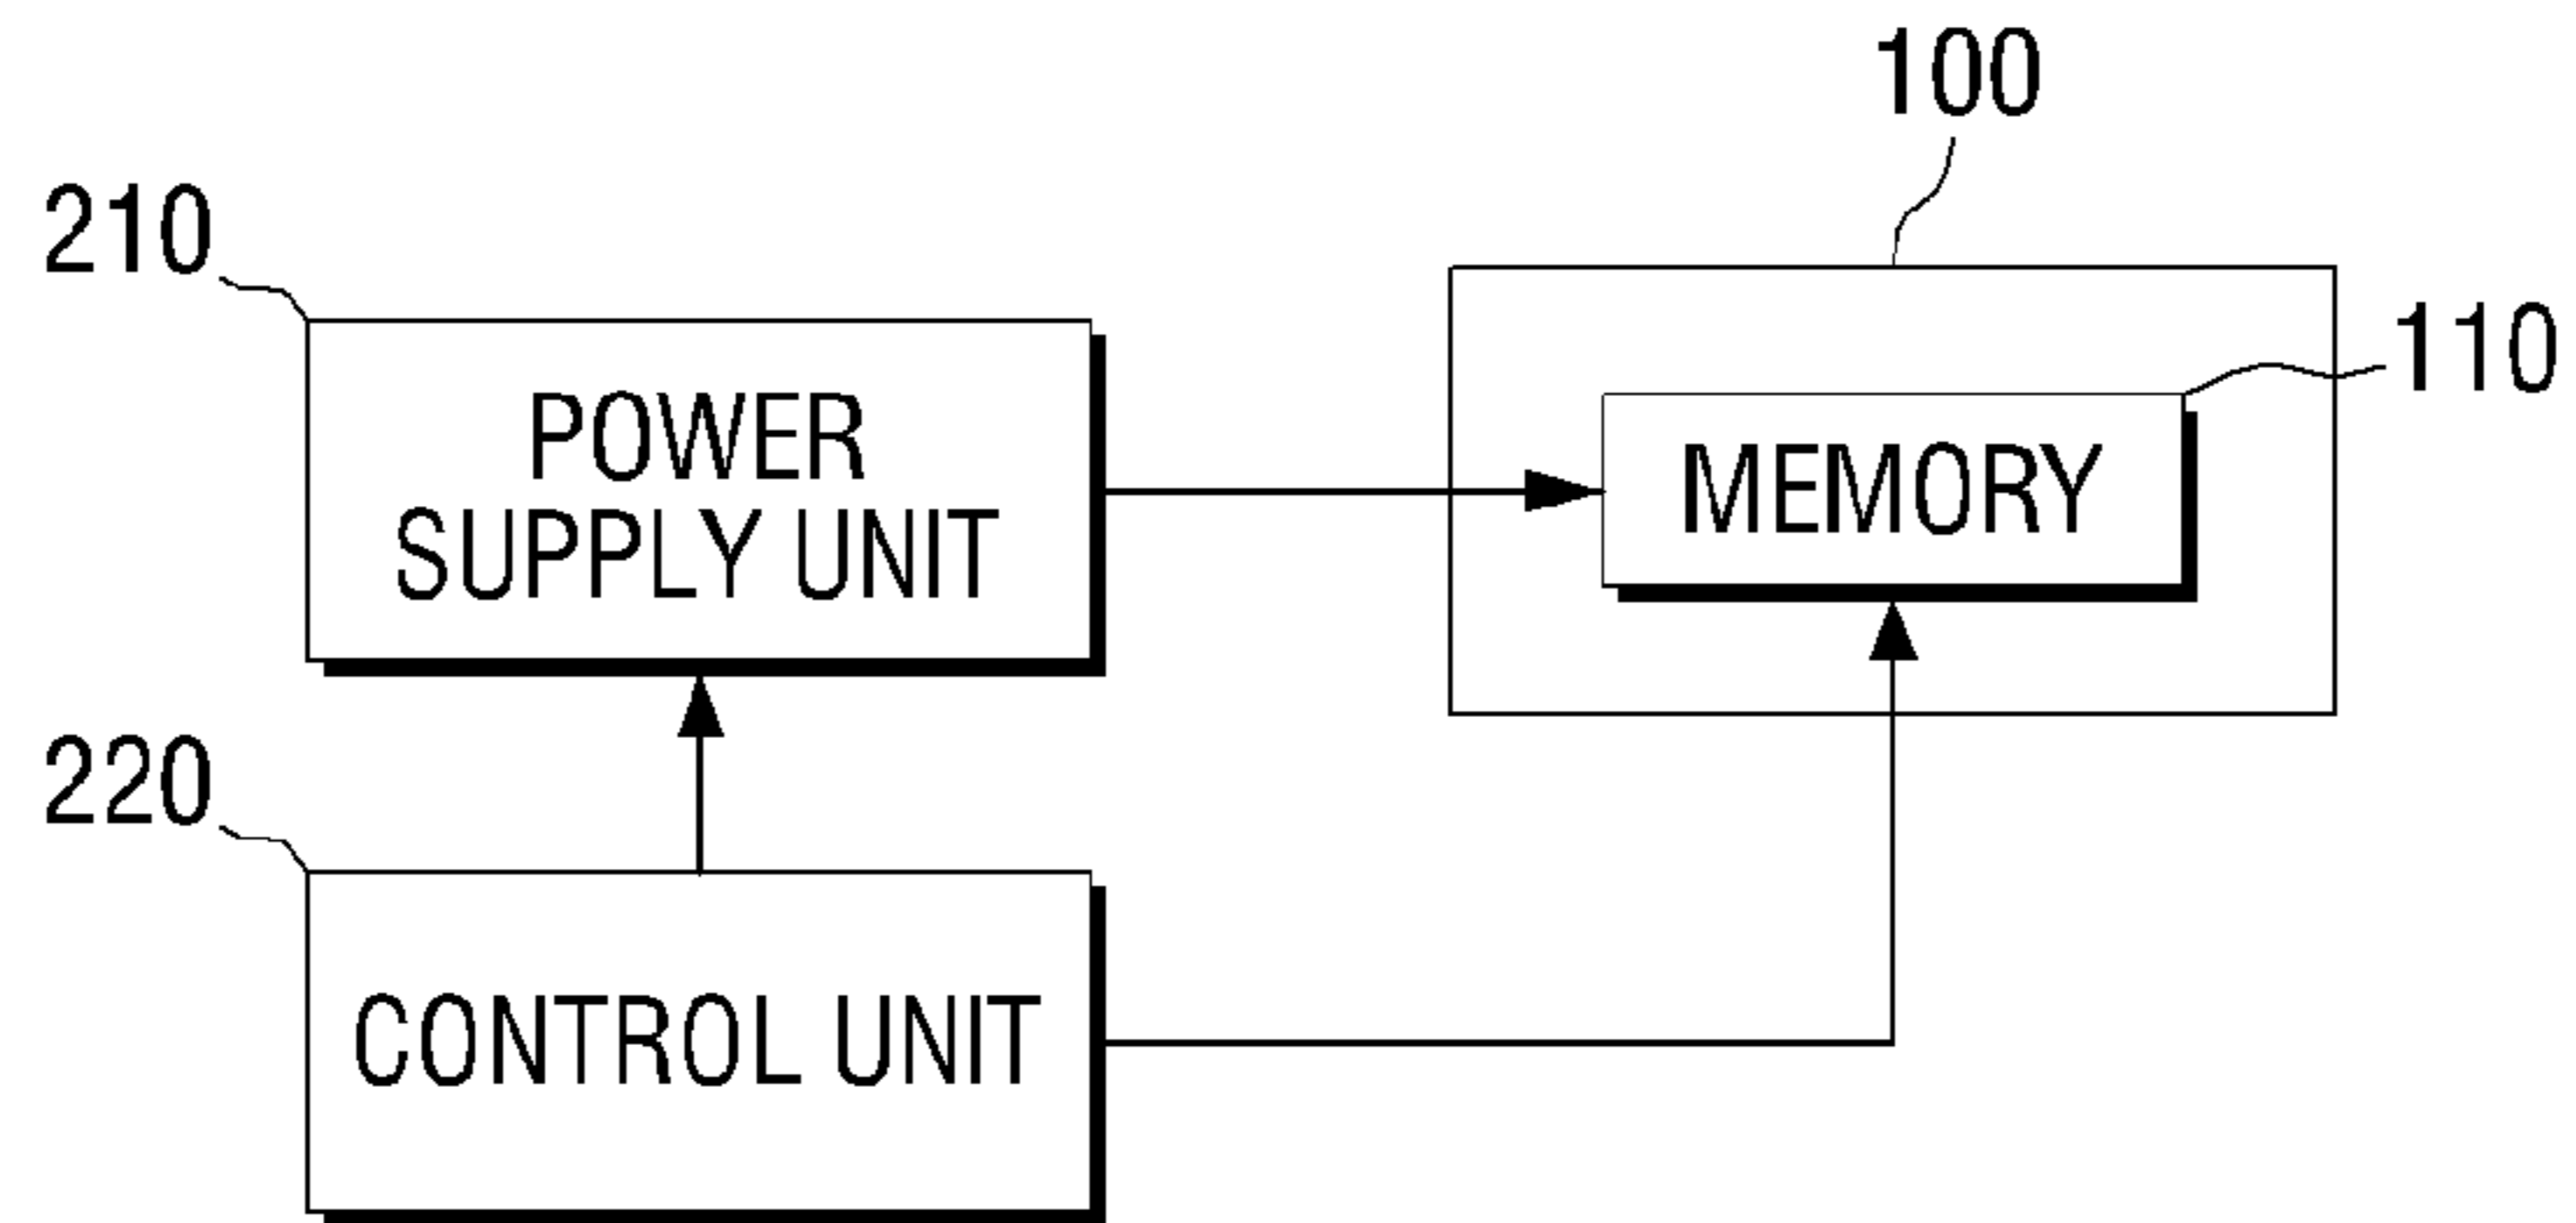 100
210
110
POWER
SUPPLY UNIT
MEMORY
220
CONTROL UNIT